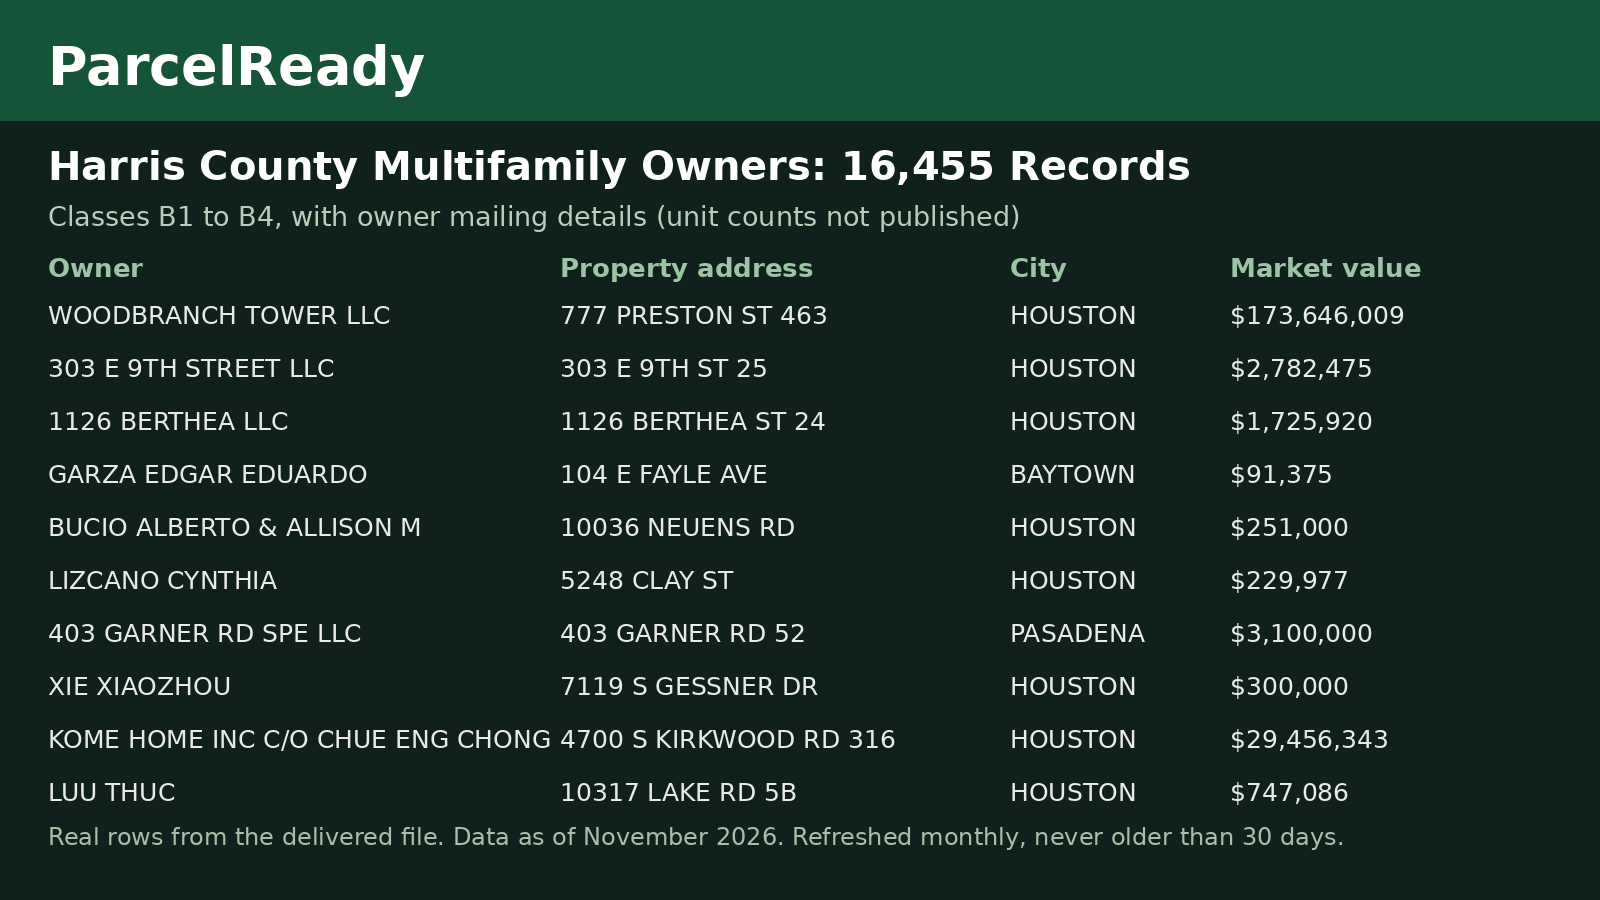 ParcelReady
Harris County Multifamily Owners: 16,455 Records
Classes B1 to B4, with owner mailing details (unit counts not published)
Owner Property address City Market value
WOODBRANCH TOWER LLC 777 PRESTON ST 463 HOUSTON $173,646,009
303 E 9TH STREET LLC 303 E 9TH ST 25 HOUSTON $2,782,475
1126 BERTHEA LLC 1126 BERTHEA ST 24 HOUSTON $1,725,920
GARZA EDGAR EDUARDO 104 E FAYLE AVE BAYTOWN $91,375
BUCIO ALBERTO & ALLISON M 10036 NEUENS RD HOUSTON $251,000
LIZCANO CYNTHIA 5248 CLAY ST HOUSTON $229,977
403 GARNER RD SPE LLC 403 GARNER RD 52 PASADENA $3,100,000
XIE XIAOZHOU 7119 S GESSNER DR HOUSTON $300,000
KOME HOME INC C/O CHUE ENG CHONG 4700 S KIRKWOOD RD 316 HOUSTON $29,456,343
LUU THUC 10317 LAKE RD 5B HOUSTON $747,086
Real rows from the delivered file. Data as of November 2026. Refreshed monthly, never older than 30 days.